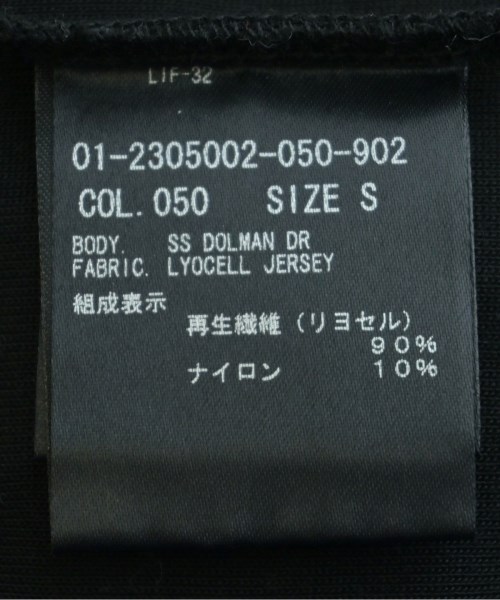 LIF-32
01-2305002-050-902
COL. 050 SIZE S
BODY. SS DOLMAN DR
FABRIC. LYOCELL JERSEY
組成表示
再生繊維(リヨセル)
90%
ナイロン 10%